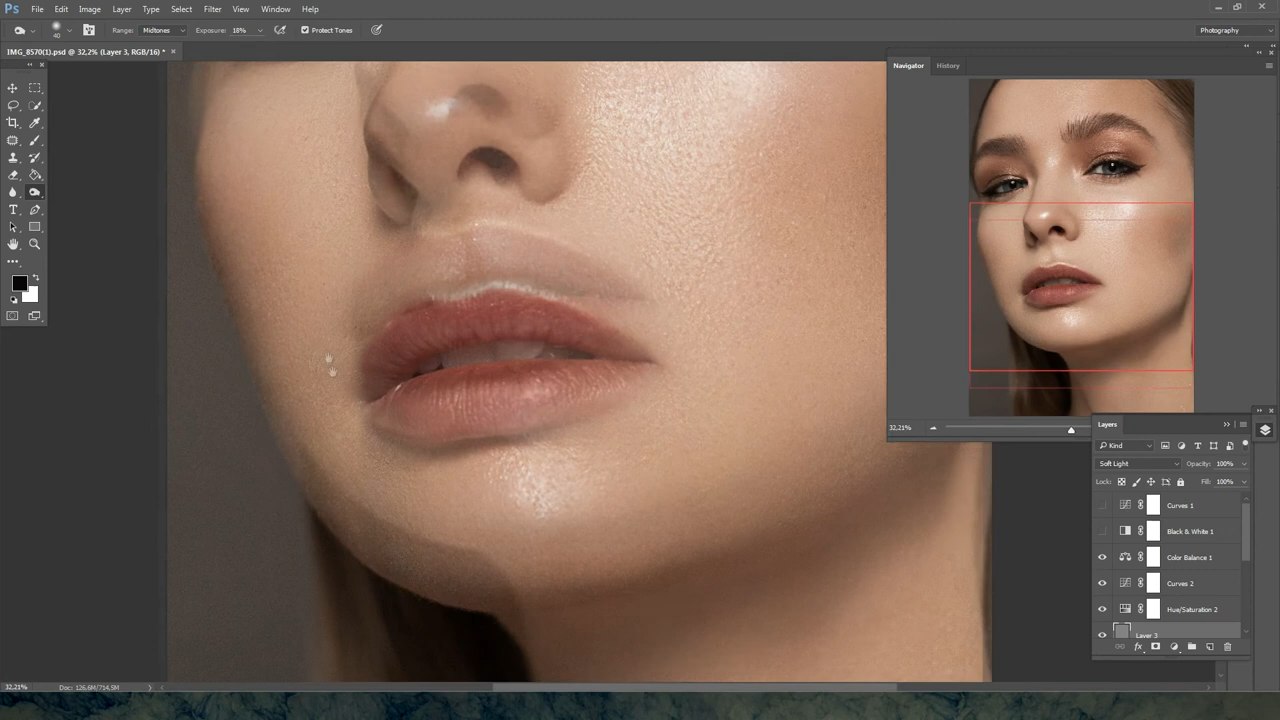 Ps File Edit Image Layer Type Select Filter View Window Help
40 Range: Midtones Exposure: 18% Protect Tones Photography
IMG_8570(1).psd @ 32,2% (Layer 3, RGB/16) *
Navigator History
32,21%
Layers
Kind
Soft Light Opacity: 100%
Lock: Fill: 100%
Curves 1
Black & White 1
Color Balance 1
Curves 2
Hue/Saturation 2
Layer 3
fx
32,21% Doc: 126,6M/714,5M